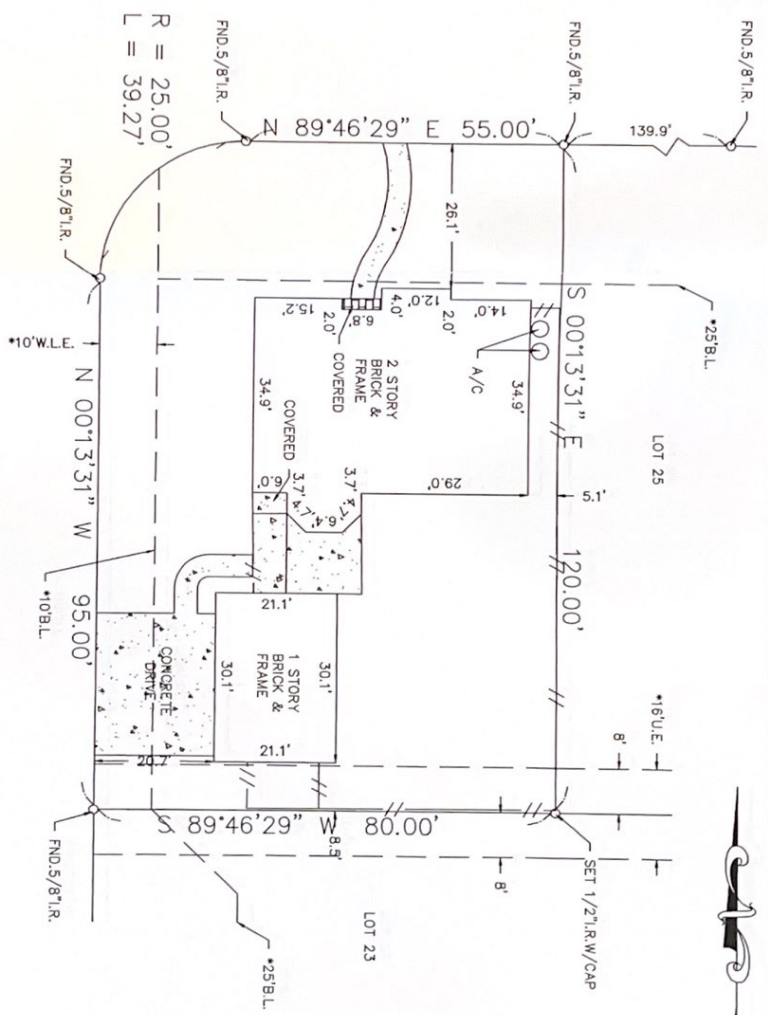 FND.5/8"I.R.
FND.5/8"I.R.
FND.5/8"I.R.
139.9'
N 89°46'29" E 55.00'
R = 25.00'
L = 39.27'
FND.5/8"I.R.
26.1'
*25'B.L.
LOT 25
S 00°13'31" E 120.00'
14.0'
2.0'
12.0'
4.0'
6.8'
2.0'
15.2'
A/C
COVERED
2 STORY
BRICK &
FRAME
34.9'
34.9'
*10'W.L.E.
N 00°13'31" W 95.00'
5.1'
29.0'
3.7'
4.7'
6.4'
4.7'
3.7'
6.0'
COVERED
*10'B.L.
21.1'
30.1'
1 STORY
BRICK &
FRAME
30.1'
21.1'
CONCRETE
DRIVE
20.7'
*16'U.E.
8'
8'
8.5'
S 89°46'29" W 80.00'
SET 1/2"I.R.W/CAP
FND.5/8"I.R.
LOT 23
*25'B.L.